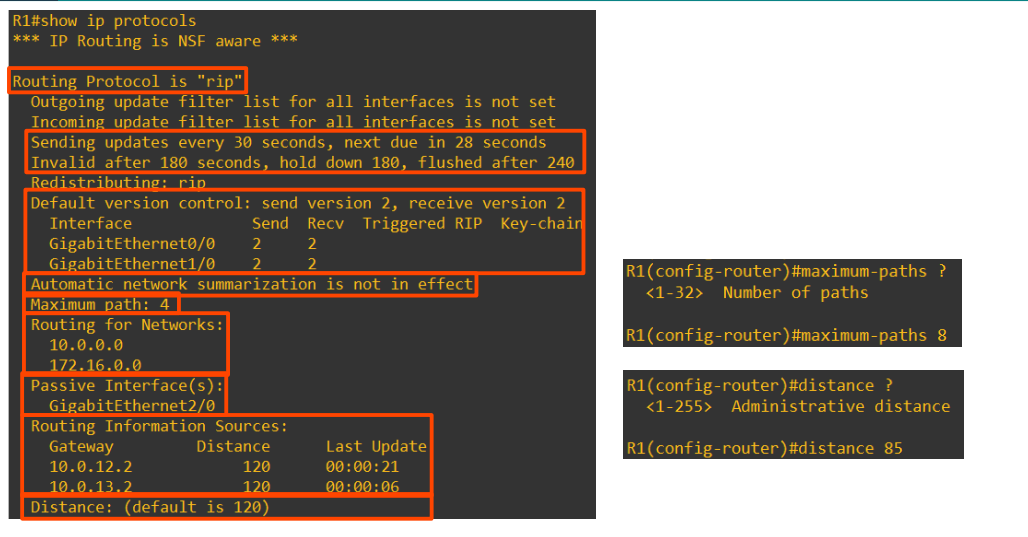 R1#show ip protocols
*** IP Routing is NSF aware ***
Routing Protocol is "rip"
Outgoing update filter list for all interfaces is not set
Incoming update filter list for all interfaces is not set
Sending updates every 30 seconds, next due in 28 seconds
Invalid after 180 seconds, hold down 180, flushed after 240
Redistributing: rip
Default version control: send version 2, receive version 2
Interface Send Recv Triggered RIP Key-chain
GigabitEthernet0/0 2 2
GigabitEthernet1/0 2 2
Automatic network summarization is not in effect
Maximum path: 4
Routing for Networks:
10.0.0.0
172.16.0.0
Passive Interface(s):
GigabitEthernet2/0
Routing Information Sources:
Gateway Distance Last Update
10.0.12.2 120 00:00:21
10.0.13.2 120 00:00:06
Distance: (default is 120)
R1(config-router)#maximum-paths ?
<1-32> Number of paths
R1(config-router)#maximum-paths 8
R1(config-router)#distance ?
<1-255> Administrative distance
R1(config-router)#distance 85